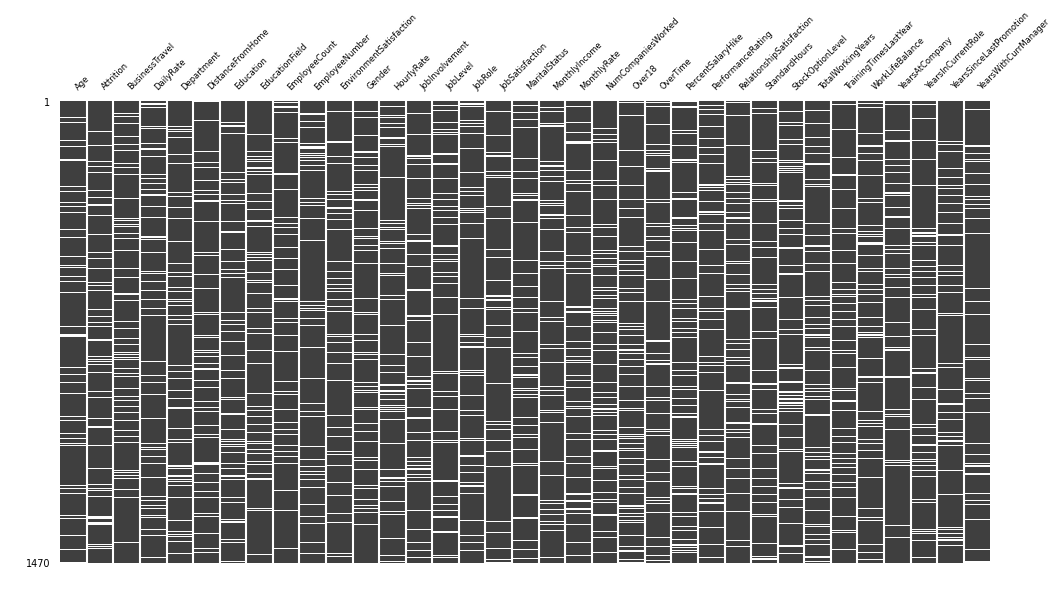 Age
Attrition
BusinessTravel
DailyRate
Department
DistanceFromHome
Education
EducationField
EmployeeCount
EmployeeNumber
EnvironmentSatisfaction
Gender
HourlyRate
JobInvolvement
JobLevel
JobRole
JobSatisfaction
MaritalStatus
MonthlyIncome
MonthlyRate
NumCompaniesWorked
Over18
OverTime
PercentSalaryHike
PerformanceRating
RelationshipSatisfaction
StandardHours
StockOptionLevel
TotalWorkingYears
TrainingTimesLastYear
WorkLifeBalance
YearsAtCompany
YearsInCurrentRole
YearsSinceLastPromotion
YearsWithCurrManager
1
1470